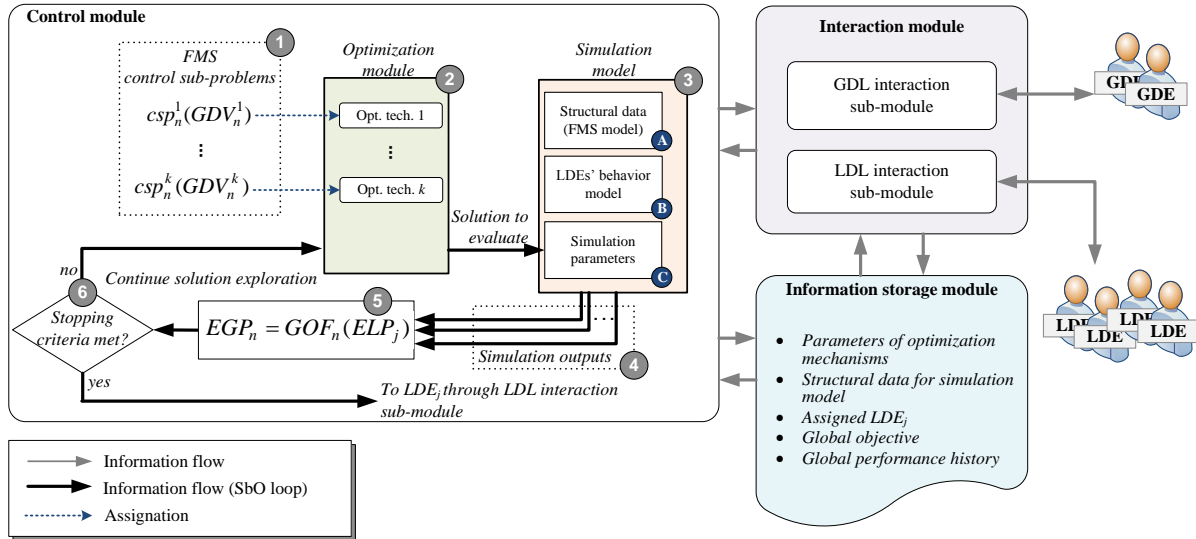 Control module
1
FMS
control sub-problems
csp_n^1(GDV_n^1)
⋮
csp_n^k(GDV_n^k)
Optimization
module
2
Opt. tech. 1
⋮
Opt. tech. k
Simulation
model
3
Structural data
(FMS model)
A
LDEs' behavior
model
B
Simulation
parameters
C
Solution to
evaluate
no
Continue solution exploration
6
Stopping
criteria met?
yes
5
EGP_n = GOF_n(ELP_j)
...
Simulation outputs
4
To LDE_j through LDL interaction
sub-module
Interaction module
GDL interaction
sub-module
LDL interaction
sub-module
GDE
GDE
LDE
LDE
LDE
LDE
Information storage module
• Parameters of optimization
mechanisms
• Structural data for simulation
model
• Assigned LDE_j
• Global objective
• Global performance history
Information flow
Information flow (SbO loop)
Assignation